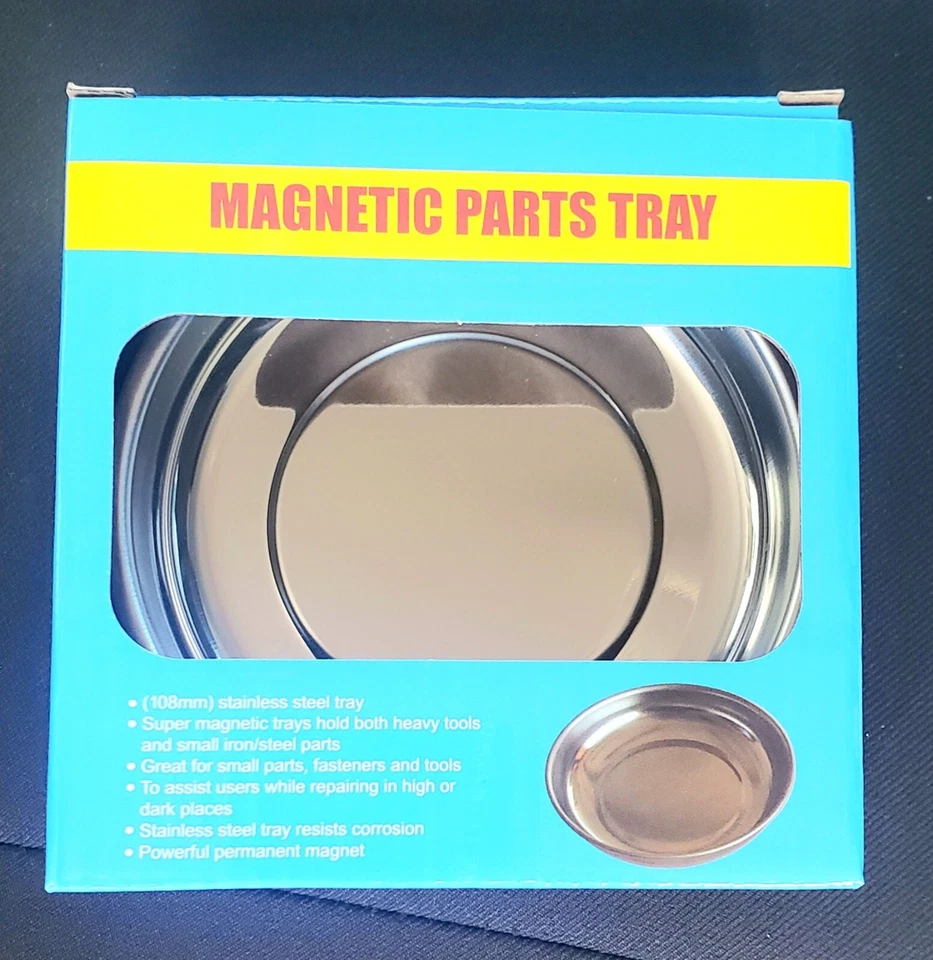 MAGNETIC PARTS TRAY
• (108mm) stainless steel tray
• Super magnetic trays hold both heavy tools
and small iron/steel parts
• Great for small parts, fasteners and tools
• To assist users while repairing in high or
dark places
• Stainless steel tray resists corrosion
• Powerful permanent magnet